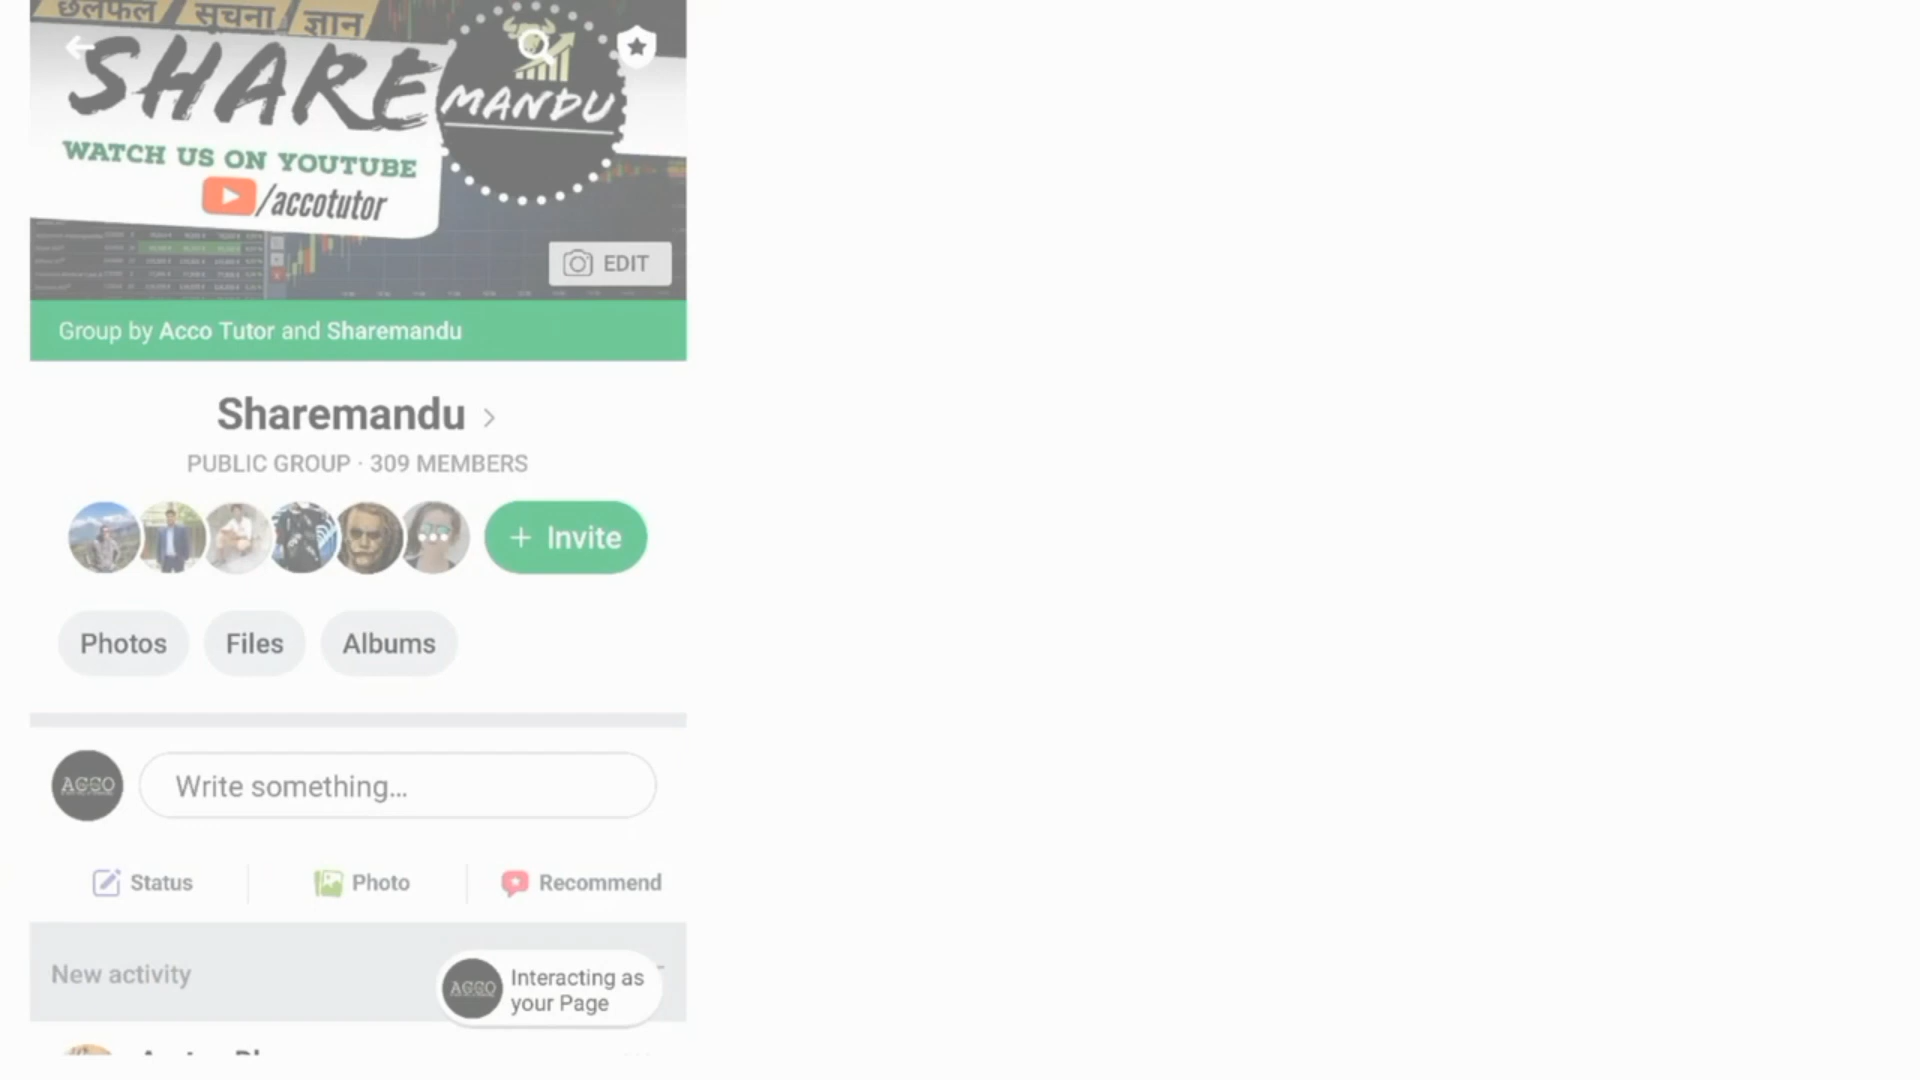 छलफल सूचना ज्ञान
SHARE
MANDU
WATCH US ON YOUTUBE
/accotutor
EDIT
Group by Acco Tutor and Sharemandu
Sharemandu >
PUBLIC GROUP · 309 MEMBERS
+ Invite
Photos Files Albums
ACCO Write something...
Status Photo Recommend
New activity
ACCO Interacting as
your Page